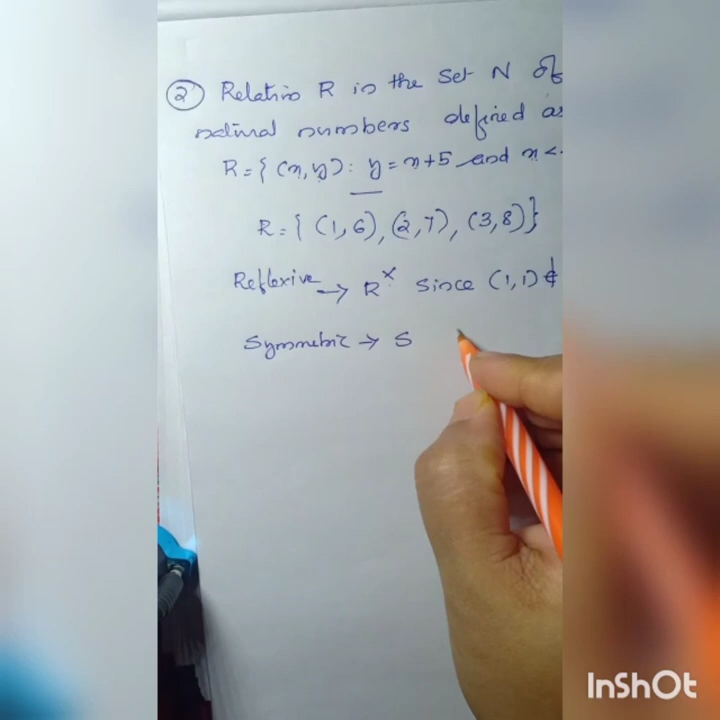 ② Relation R in the set N of
natural numbers defined as
R = { (x, y) : y = x + 5 and x <
R = { (1, 6), (2, 7), (3, 8) }
Reflexive → R× since (1, 1) ∉
Symmetric → S
InShOt